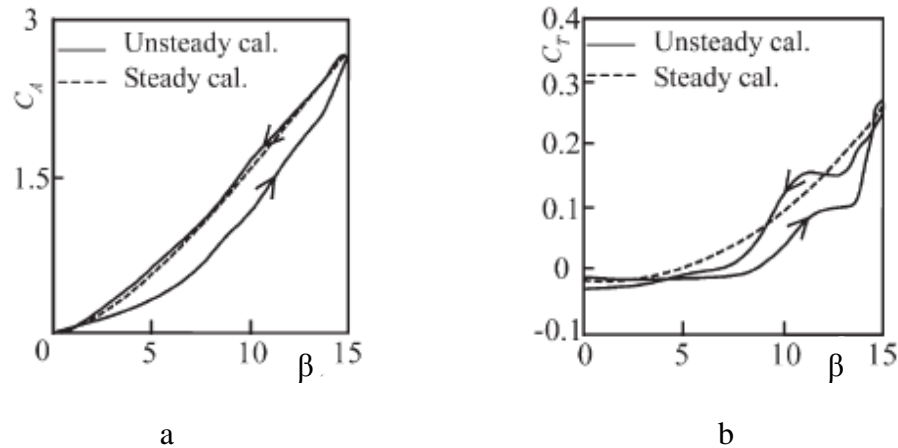 3
Unsteady cal.
Steady cal.
C_A
1.5
0
5
10
15
β
a
0.4
Unsteady cal.
Steady cal.
C_T
0.3
0.2
0.1
0
-0.1
0
5
10
15
β
b